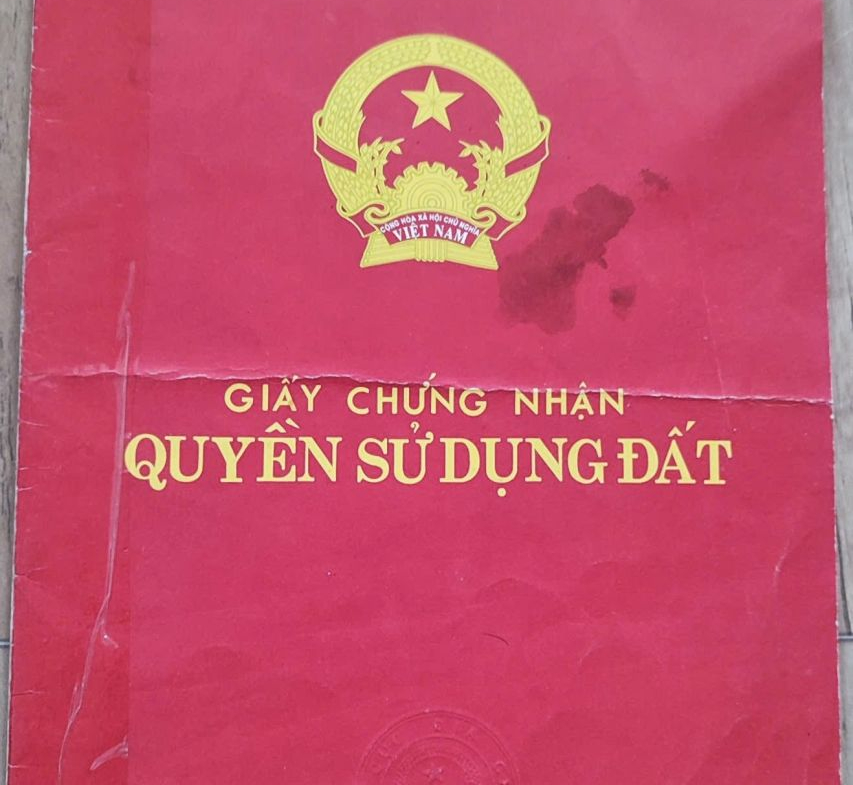 CỘNG HÒA XÃ HỘI CHỦ NGHĨA
VIỆT NAM
GIẤY CHỨNG NHẬN
QUYỀN SỬ DỤNG ĐẤT